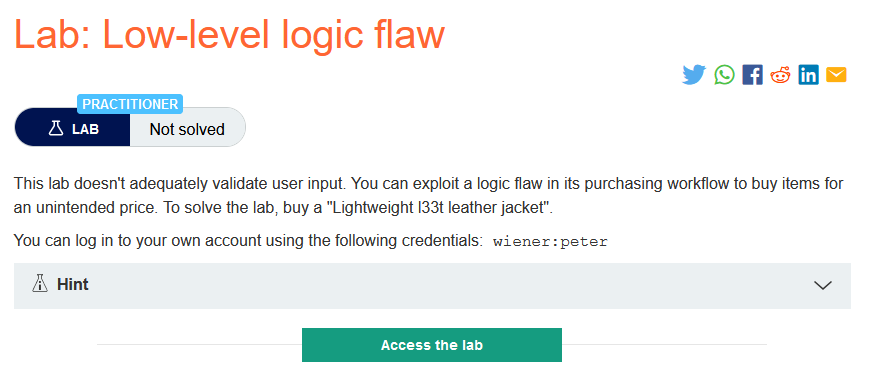 Lab: Low-level logic flaw
PRACTITIONER
LAB
Not solved
This lab doesn't adequately validate user input. You can exploit a logic flaw in its purchasing workflow to buy items for
an unintended price. To solve the lab, buy a "Lightweight l33t leather jacket".
You can log in to your own account using the following credentials: wiener:peter
Hint
Access the lab